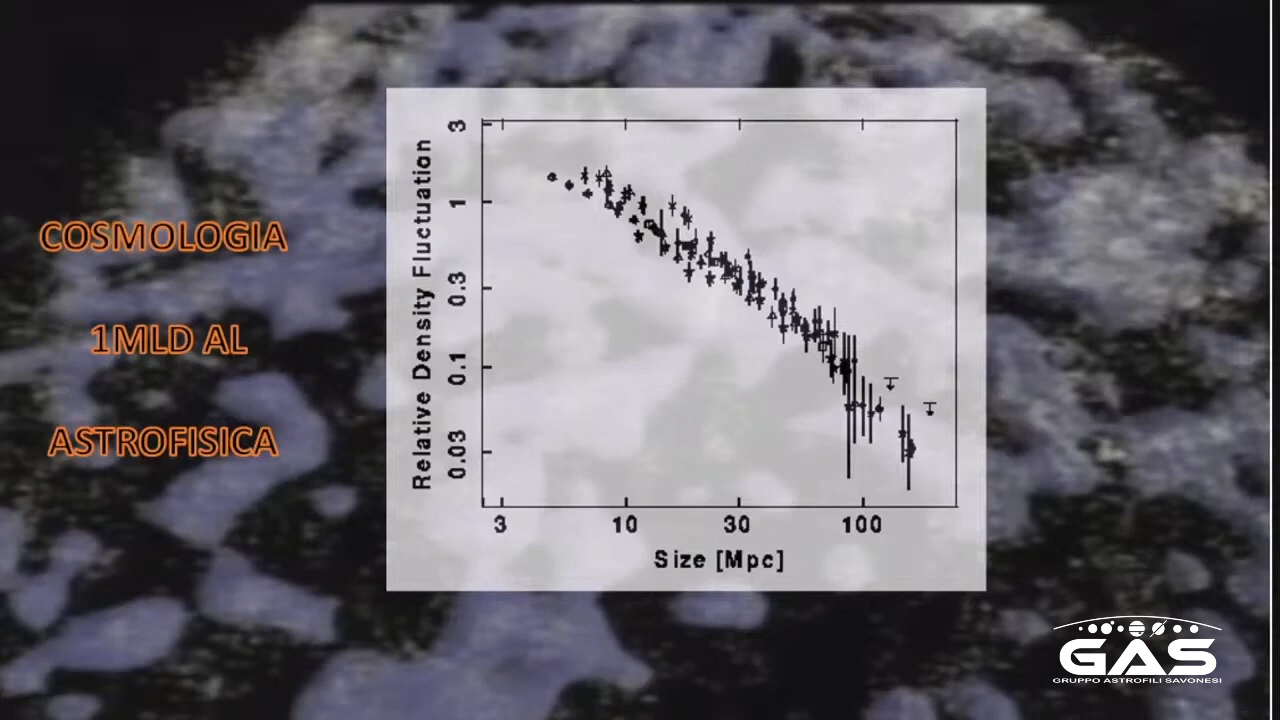 COSMOLOGIA
1MLD AL
ASTROFISICA
Relative Density Fluctuation
3
1
0.3
0.1
0.03
3 10 30 100
Size [Mpc]
GAS
GRUPPO ASTROFILI SAVONESI